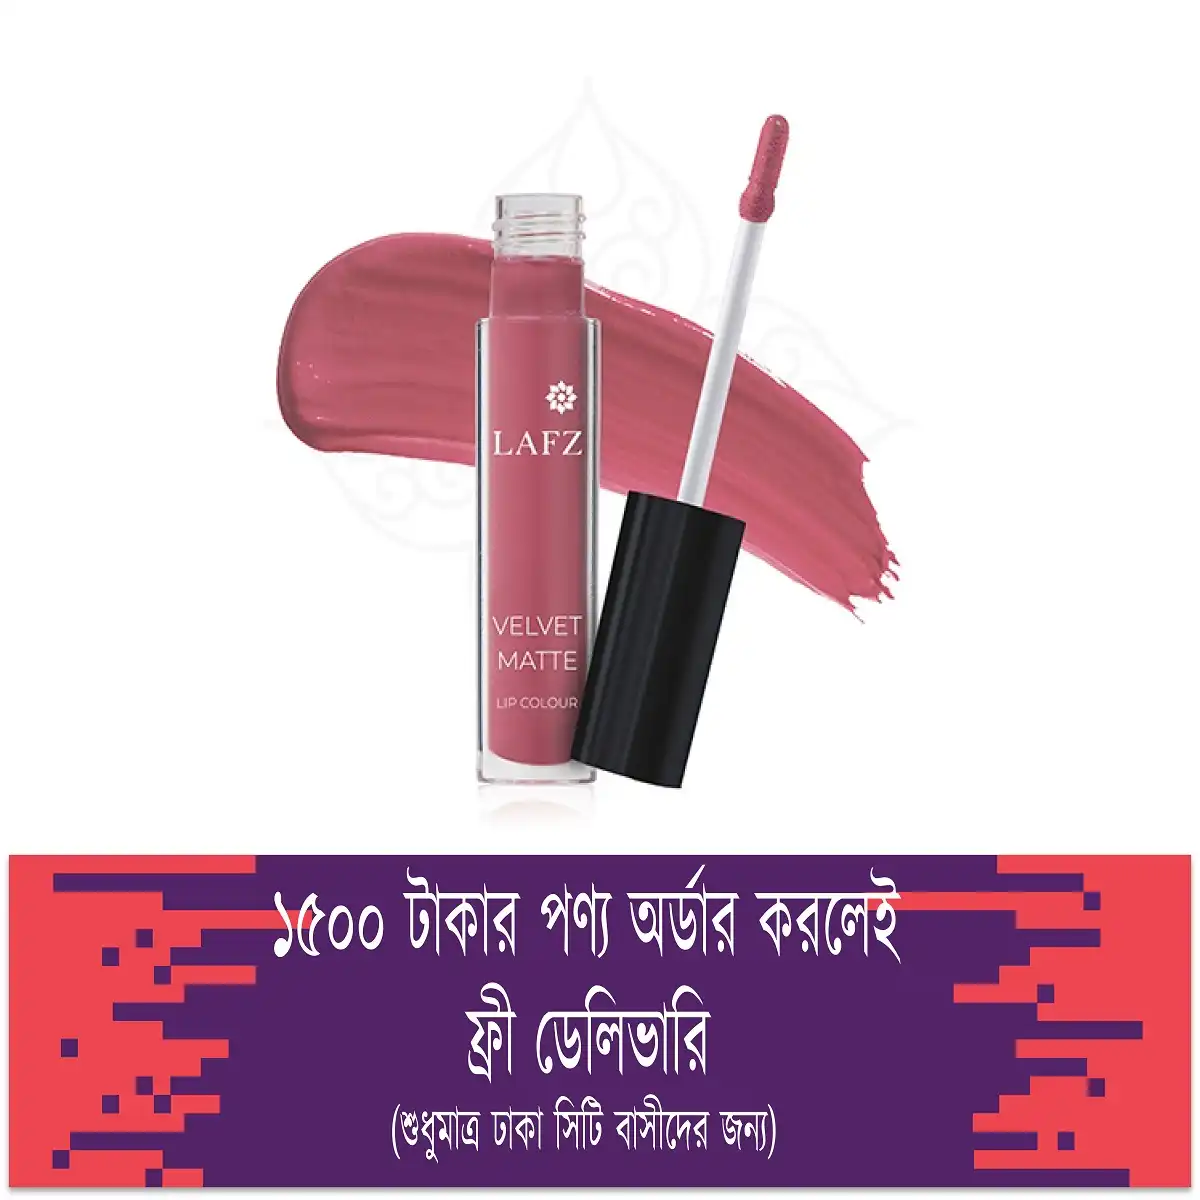 LAFZ
VELVET
MATTE
LIP COLOUR
১৫০০ টাকার পণ্য অর্ডার করলেই
ফ্রী ডেলিভারি
(শুধুমাত্র ঢাকা সিটি বাসীদের জন্য)